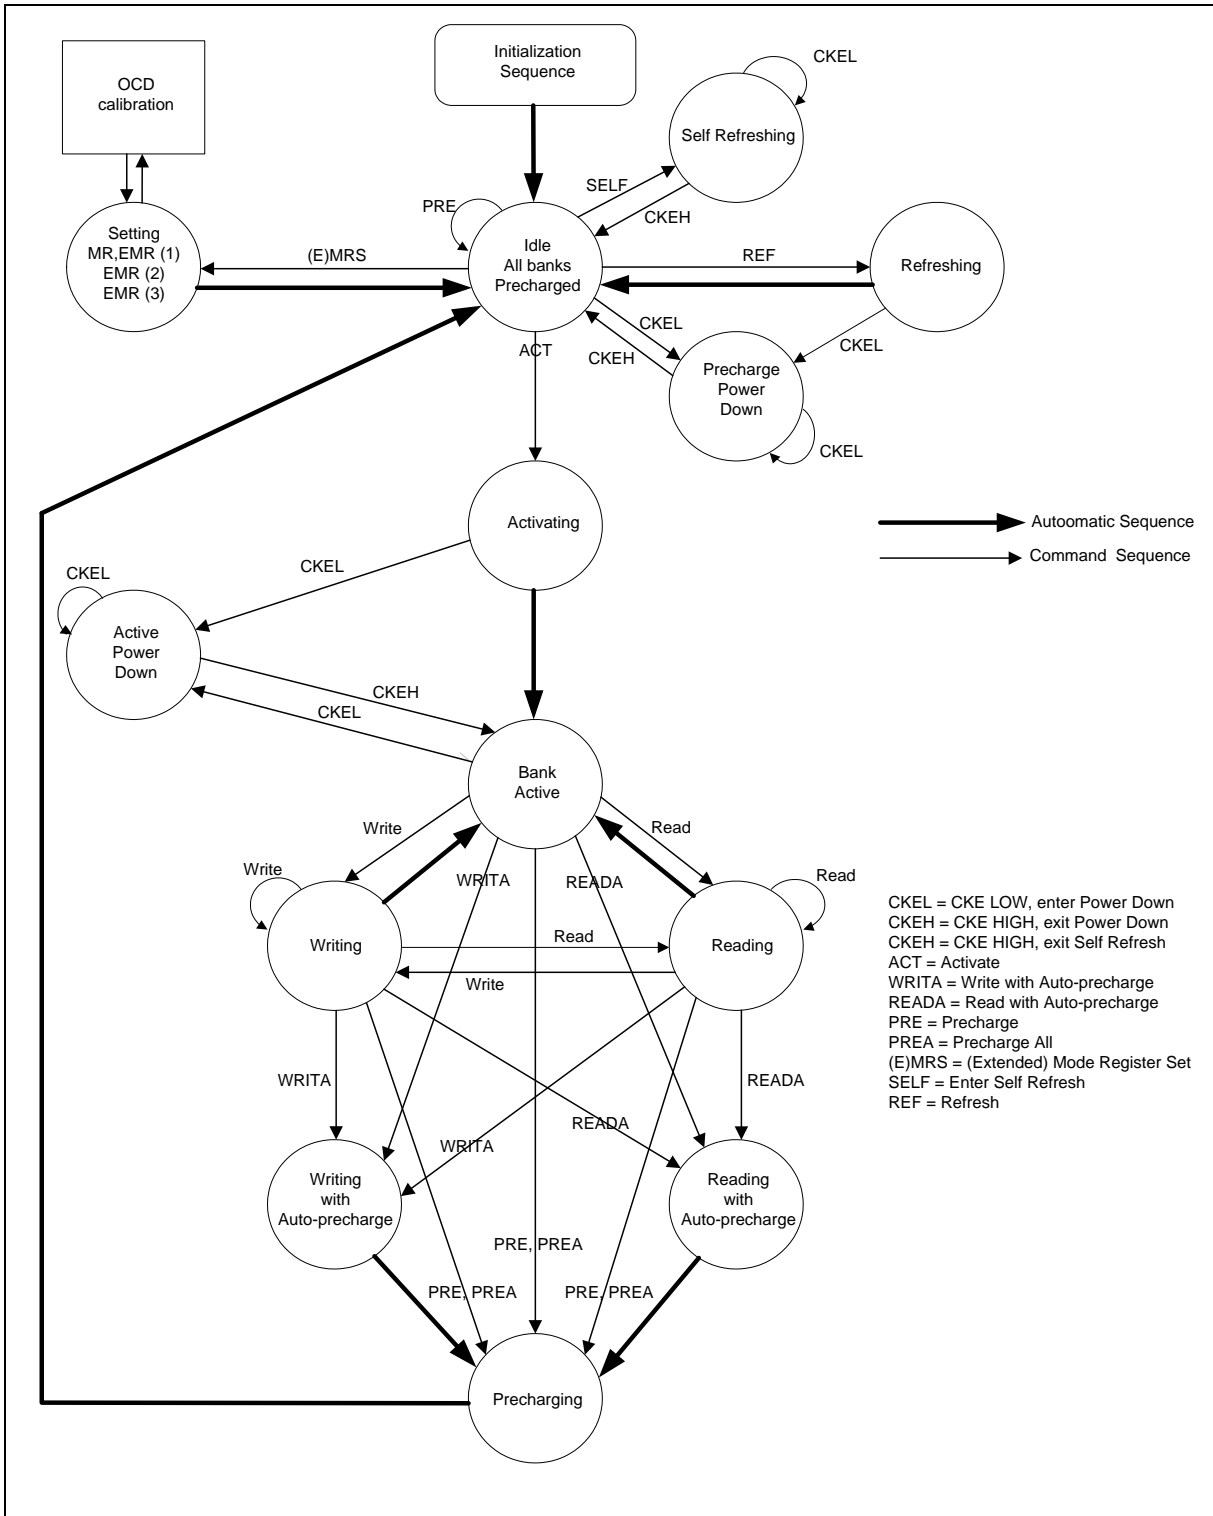 Initialization
Sequence
OCD
calibration
CKEL
Self Refreshing
SELF
CKEH
PRE
Setting
MR,EMR (1)
EMR (2)
EMR (3)
(E)MRS
Idle
All banks
Precharged
REF
Refreshing
CKEL
CKEH
CKEL
ACT
Precharge
Power
Down
CKEL
Activating
Autoomatic Sequence
Command Sequence
CKEL
CKEL
Active
Power
Down
CKEH
CKEL
Bank
Active
Write
Read
Write
WRITA
READA
Read
Writing
Read
Reading
Write
CKEL = CKE LOW, enter Power Down
CKEH = CKE HIGH, exit Power Down
CKEH = CKE HIGH, exit Self Refresh
ACT = Activate
WRITA = Write with Auto-precharge
READA = Read with Auto-precharge
PRE = Precharge
PREA = Precharge All
(E)MRS = (Extended) Mode Register Set
SELF = Enter Self Refresh
REF = Refresh
WRITA
READA
READA
WRITA
Writing
with
Auto-precharge
Reading
with
Auto-precharge
PRE, PREA
PRE, PREA
PRE, PREA
Precharging